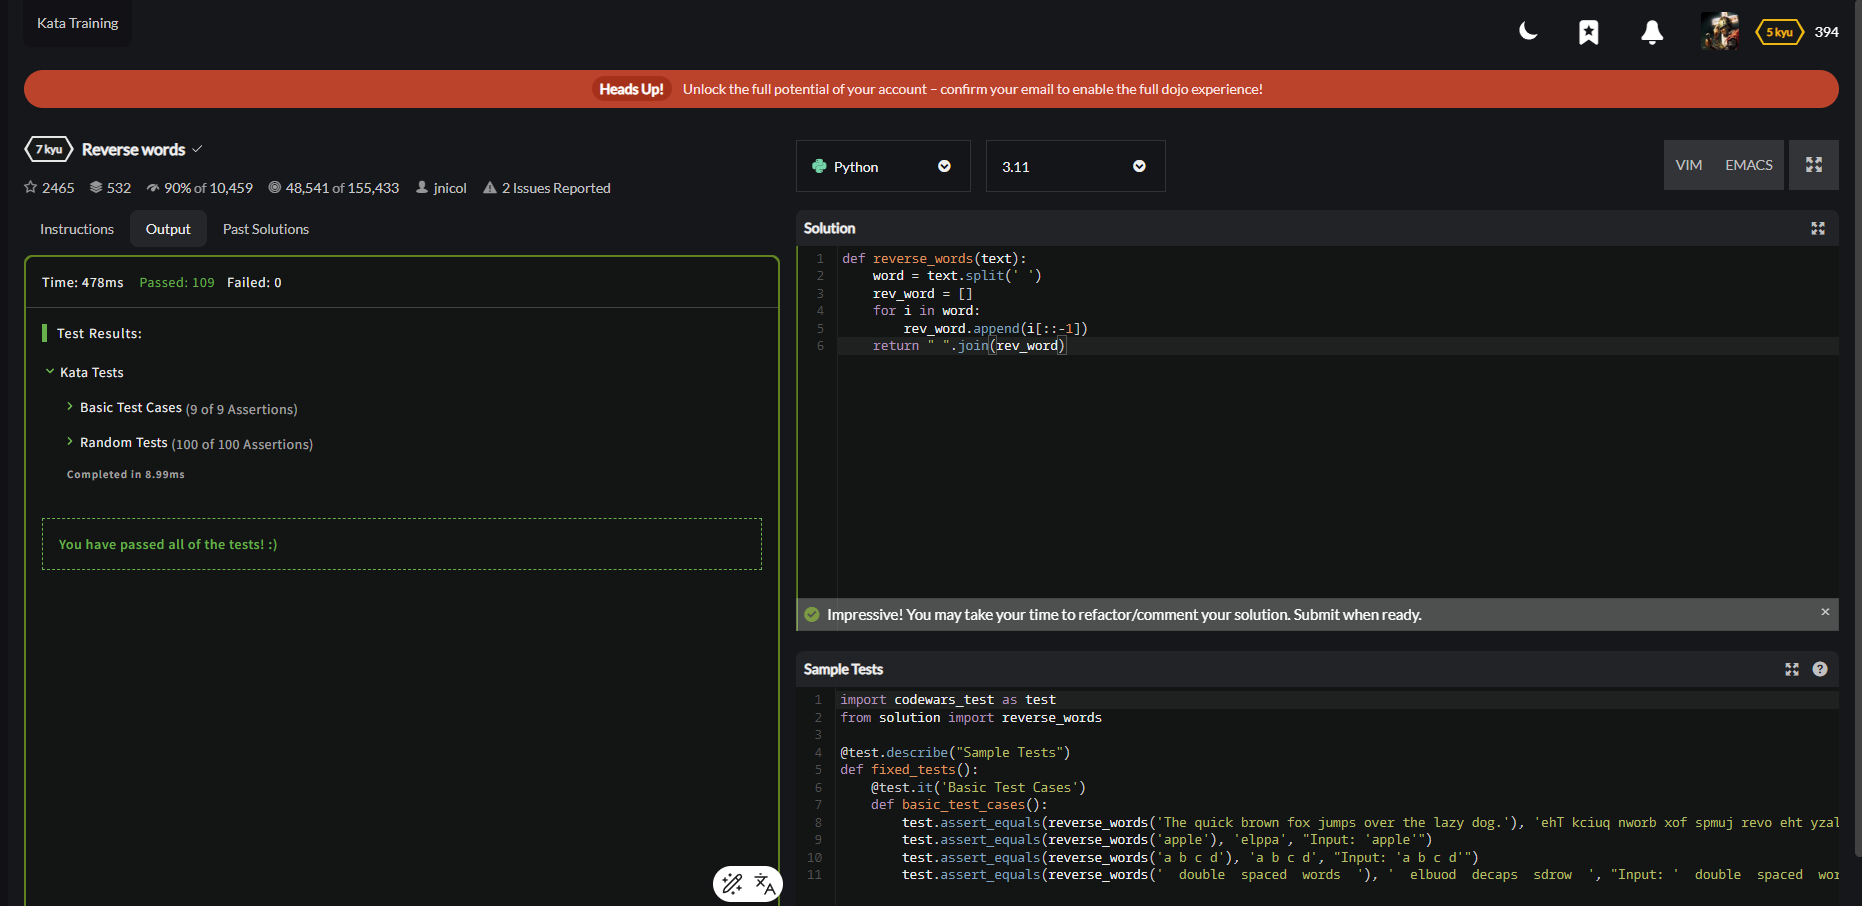 Kata Training
5 kyu 394
Heads Up! Unlock the full potential of your account – confirm your email to enable the full dojo experience!
7 kyu Reverse words
2465 532 90% of 10,459 48,541 of 155,433 jnicol 2 Issues Reported
Instructions Output Past Solutions
Time: 478ms Passed: 109 Failed: 0
Test Results:
Kata Tests
Basic Test Cases (9 of 9 Assertions)
Random Tests (100 of 100 Assertions)
Completed in 8.99ms
You have passed all of the tests! :)
Python 3.11 VIM EMACS
Solution
1 def reverse_words(text):
2     word = text.split(' ')
3     rev_word = []
4     for i in word:
5         rev_word.append(i[::-1])
6     return " ".join(rev_word)
Impressive! You may take your time to refactor/comment your solution. Submit when ready. ×
Sample Tests
1 import codewars_test as test
2 from solution import reverse_words
3
4 @test.describe("Sample Tests")
5 def fixed_tests():
6     @test.it('Basic Test Cases')
7     def basic_test_cases():
8         test.assert_equals(reverse_words('The quick brown fox jumps over the lazy dog.'), 'ehT kciuq nworb xof spmuj revo eht yzal
9         test.assert_equals(reverse_words('apple'), 'elppa', "Input: 'apple'")
10         test.assert_equals(reverse_words('a b c d'), 'a b c d', "Input: 'a b c d'")
11         test.assert_equals(reverse_words('  double  spaced  words  '), '  elbuod  decaps  sdrow  ', "Input: '  double  spaced  wor